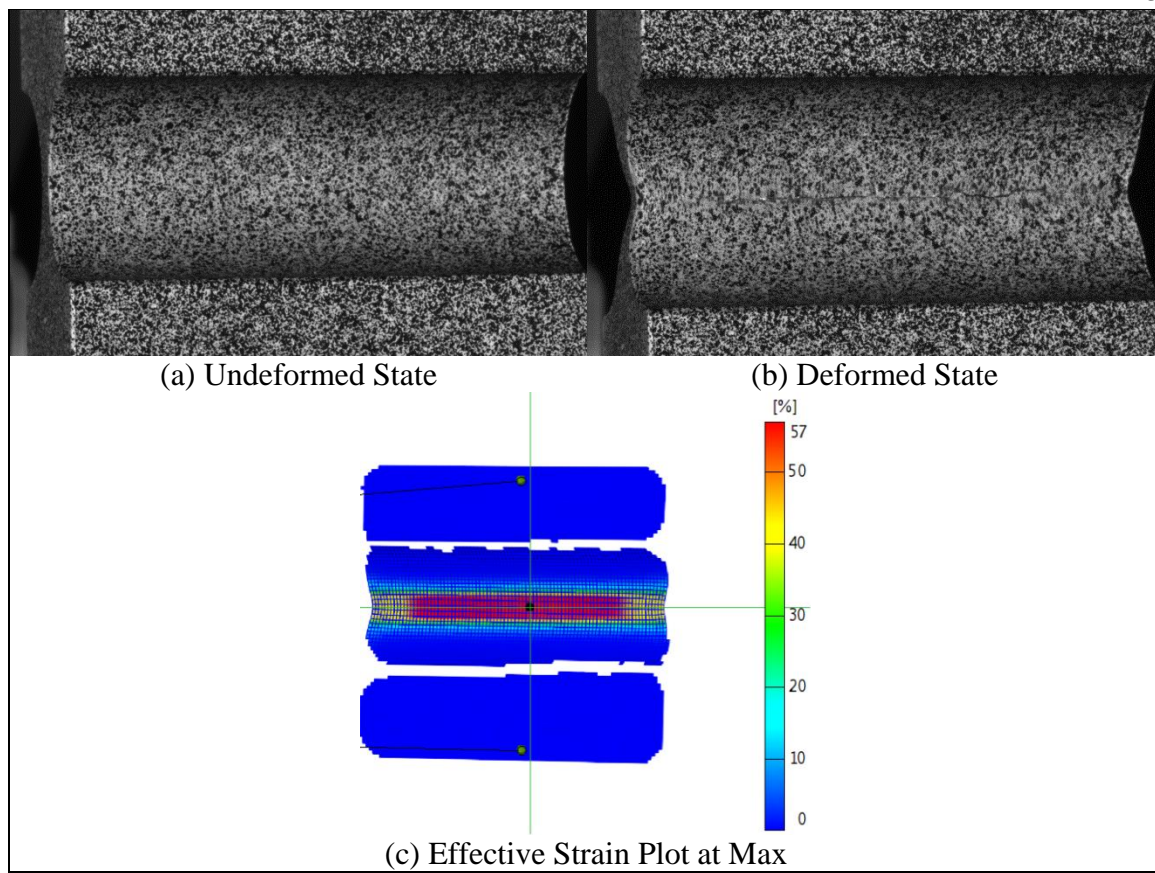 (a) Undeformed State
(b) Deformed State
[%]
57
50
40
30
20
10
0
(c) Effective Strain Plot at Max